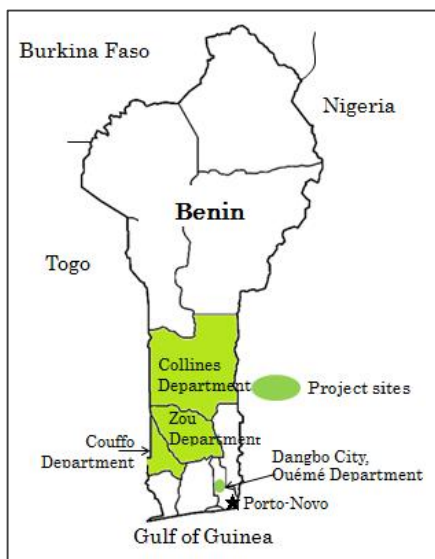 Burkina Faso
Nigeria
Benin
Togo
Collines
Department
Project sites
Zou
Department
Couffo
Department
Dangbo City,
Ouémé Department
Porto-Novo
Gulf of Guinea